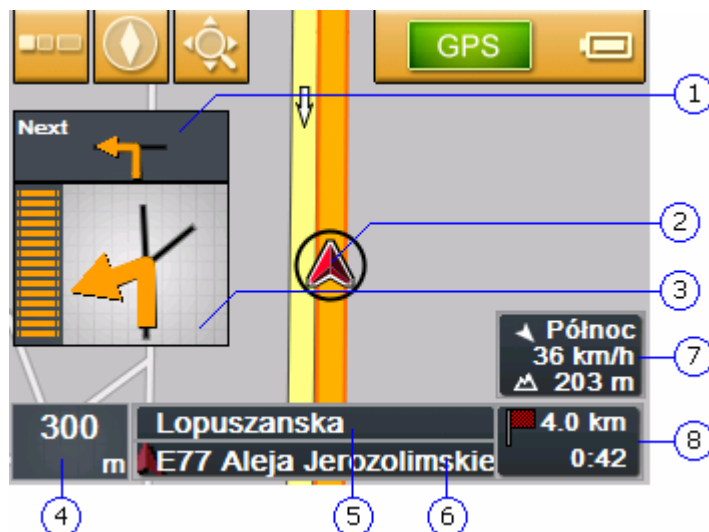 GPS
1
Next
2
3
Północ
36 km/h
203 m
7
300
m
Lopuszanska
E77 Aleja Jerozolimskie
4.0 km
0:42
8
4
5
6